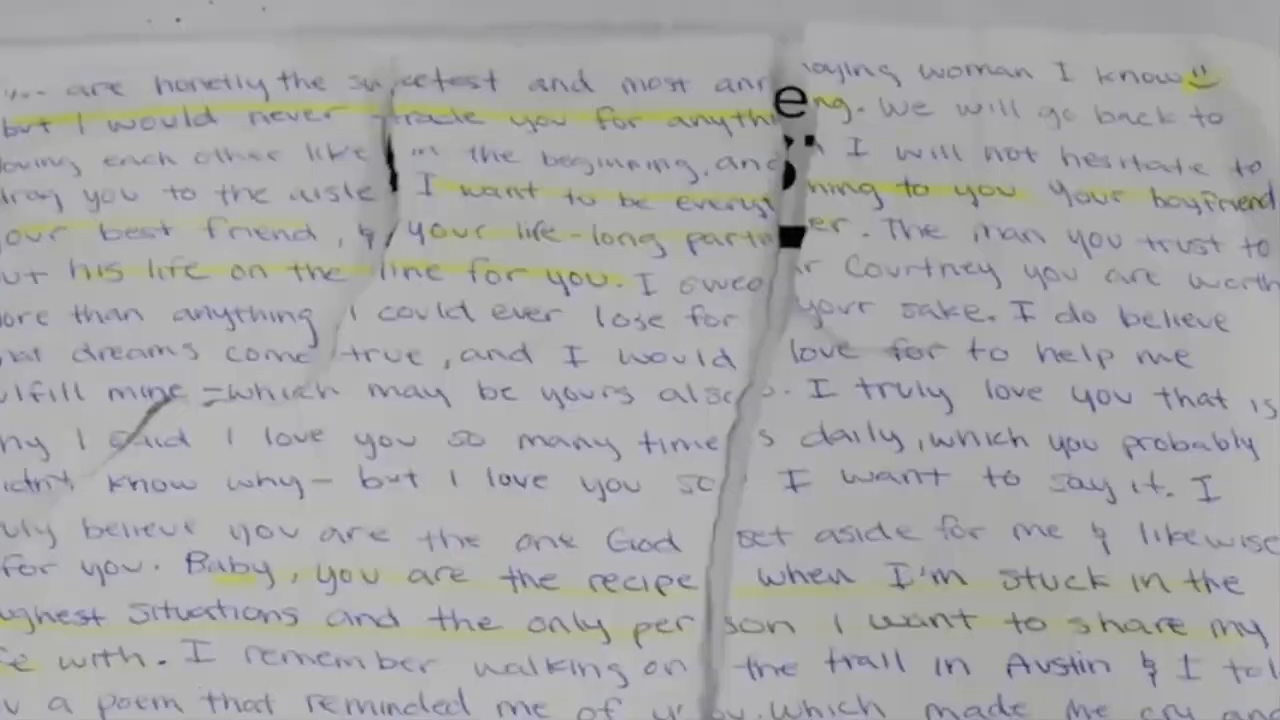 are honetly the sweetest and most annoying woman I know
but I would never trade you for anything. We will go back to
loving each other like in the beginning, and I will not hesitate to
drag you to the aisle I want to be everything to you your boyfriend
your best friend, & your life-long partner. The man you trust to
put his life on the line for you. I swear Courtney you are worth
more than anything I could ever lose for your sake. I do believe
that dreams come true, and I would love for to help me
fulfill mine =which may be yours also. I truly love you that is
why I said I love you so many times daily, which you probably
didn't know why- but I love you so I want to say it. I
truly believe you are the one God set aside for me & likewise
for you. Baby, you are the recipe when I'm stuck in the
situations and the only person I want to share my
life with. I remember walking on the trail in Austin & I
a poem that reminded me of you, which made me cry and